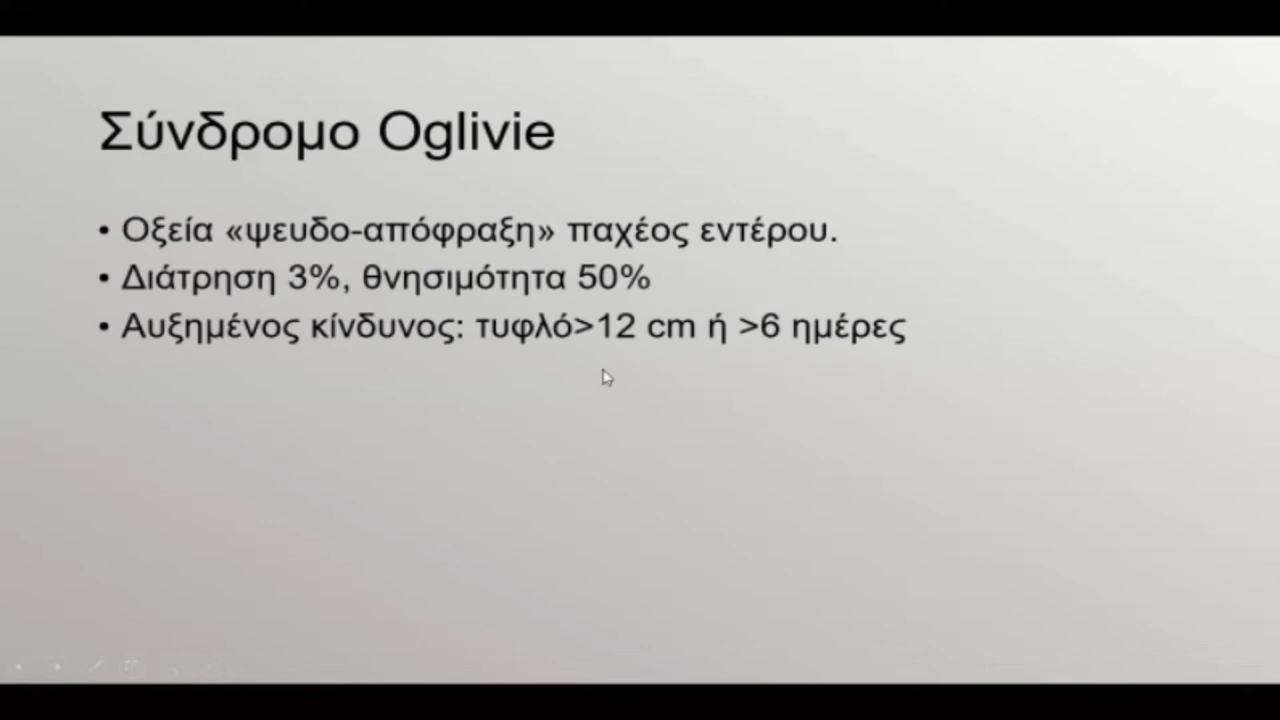 Σύνδρομο Oglivie
• Οξεία «ψευδο-απόφραξη» παχέος εντέρου.
• Διάτρηση 3%, θνησιμότητα 50%
• Αυξημένος κίνδυνος: τυφλό>12 cm ή >6 ημέρες